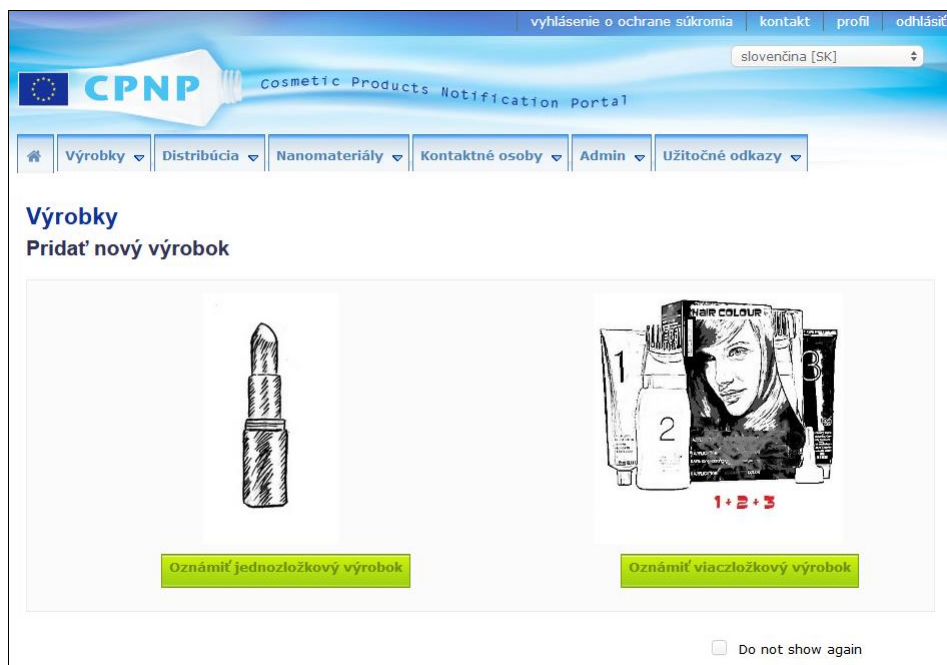 vyhlásenie o ochrane súkromia kontakt profil odhlásiť
slovenčina [SK]
CPNP Cosmetic Products Notification Portal
Výrobky Distribúcia Nanomateriály Kontaktné osoby Admin Užitočné odkazy
Výrobky
Pridať nový výrobok
HAIR COLOUR
1
3
2
1+2+3
Oznámiť jednozložkový výrobok Oznámiť viaczložkový výrobok
Do not show again